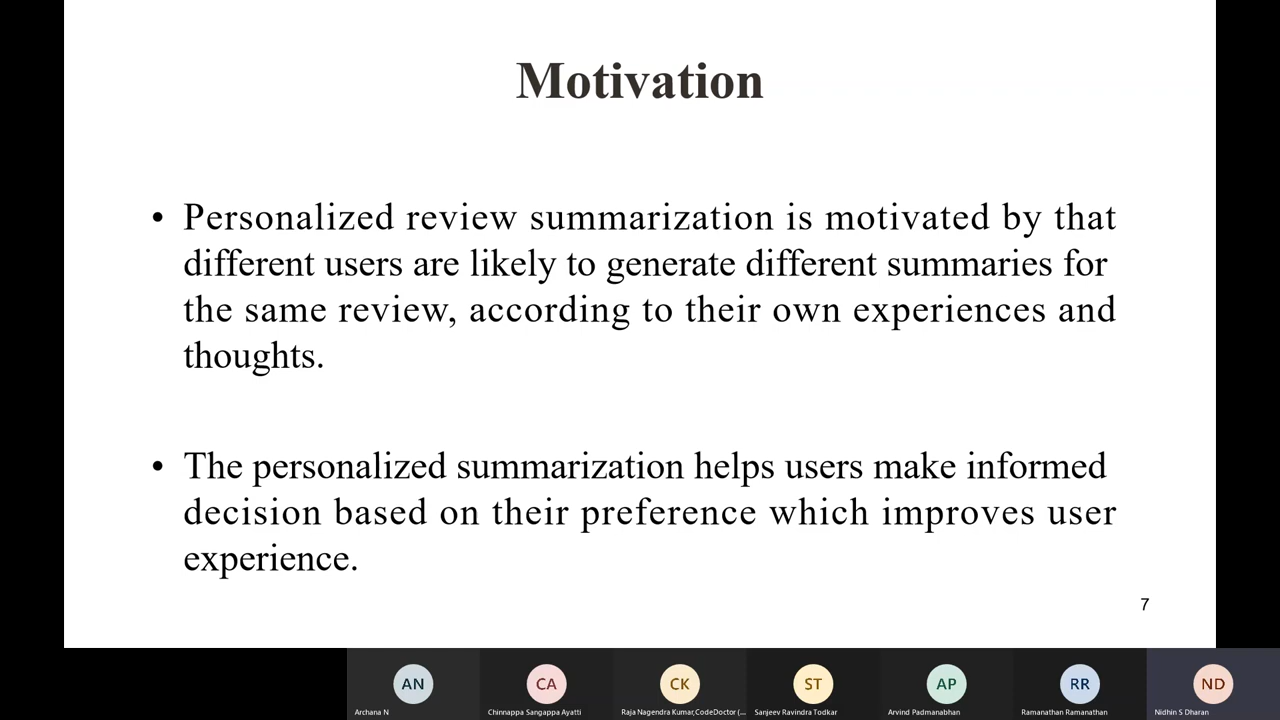 Motivation
• Personalized review summarization is motivated by that
different users are likely to generate different summaries for
the same review, according to their own experiences and
thoughts.
• The personalized summarization helps users make informed
decision based on their preference which improves user
experience.
7
AN
CA
CK
ST
AP
RR
ND
Archana N
Chinnappa Sangappa Ayatti
Raja Nagendra Kumar,CodeDoctor (...
Sanjeev Ravindra Todkar
Arvind Padmanabhan
Ramanathan Ramanathan
Nidhin S Dharan